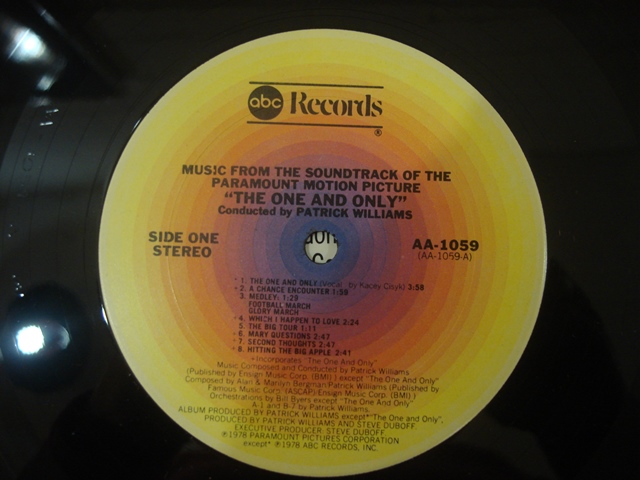 abc Records
®
MUSIC FROM THE SOUNDTRACK OF THE
PARAMOUNT MOTION PICTURE
"THE ONE AND ONLY"
Conducted by PATRICK WILLIAMS
SIDE ONE
STEREO
AA-1059
(AA-1059-A)
* 1. THE ONE AND ONLY (Vocal by Kacey Cisyk) 3:58
* 2. A CHANCE ENCOUNTER 1:59
3. MEDLEY: 1:29
FOOTBALL MARCH
GLORY MARCH
* 4. WHICH I HAPPEN TO LOVE 2:24
5. THE BIG TOUR 1:11
* 6. MANY QUESTIONS 2:47
* 7. SECOND THOUGHTS 2:47
* 8. HITTING THE BIG APPLE 2:41
* Incorporates "The One And Only"
Music Composed and Conducted by Patrick Williams
(Published by Ensign Music Corp. (BMI) ) except "The One And Only"
Composed by Alan & Marilyn Bergman/Patrick Williams (Published by
Famous Music Corp. (ASCAP)/Ensign Music Corp. (BMI) )
Orchestrations by Bill Byers except "The One And Only"
A-1 and B-7 by Patrick Williams.
ALBUM PRODUCED BY PATRICK WILLIAMS except* "The One and Only",
PRODUCED BY PATRICK WILLIAMS AND STEVE DUBOFF.
EXECUTIVE PRODUCER: STEVE DUBOFF
℗1978 PARAMOUNT PICTURES CORPORATION
except* ℗1978 ABC RECORDS, INC.